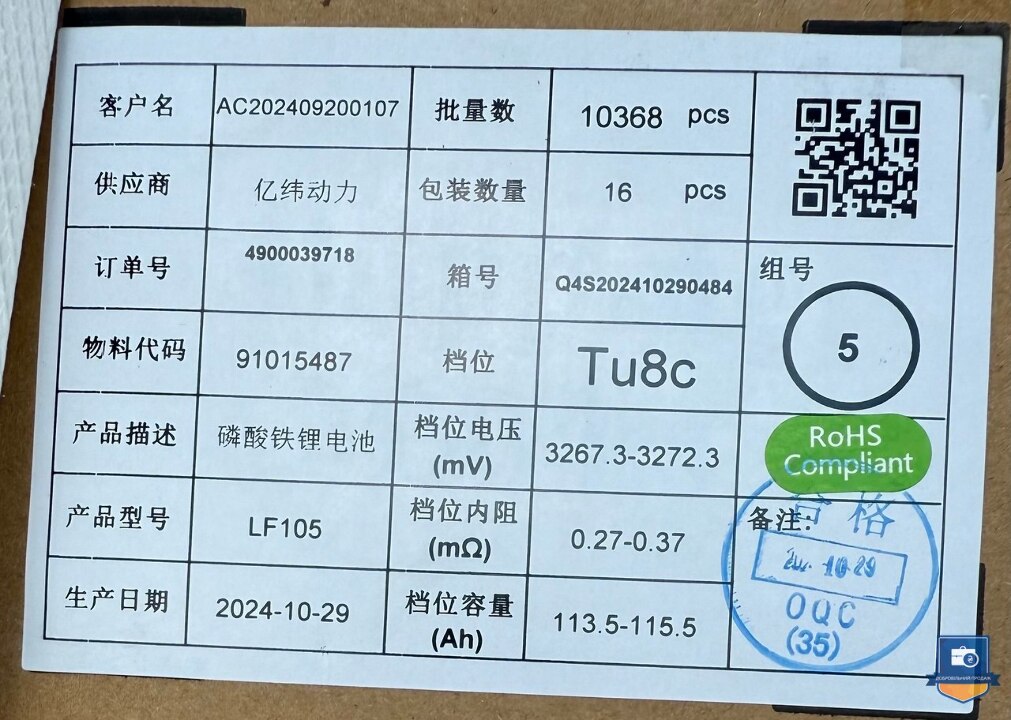 客户名 AC202409200107 批量数 10368 pcs
供应商 亿纬动力 包装数量 16 pcs
订单号 4900039718 箱号 Q4S202410290484
组号
5
物料代码 91015487 档位 Tu8c
产品描述 磷酸铁锂电池 档位电压
(mV) 3267.3-3272.3
RoHS
Compliant
产品型号 LF105 档位内阻
(mΩ) 0.27-0.37
备注:
合格
10-29
OQC
(35)
生产日期 2024-10-29 档位容量
(Ah) 113.5-115.5
ДОБРОВІЛЬНИЙ ПРОДАЖ